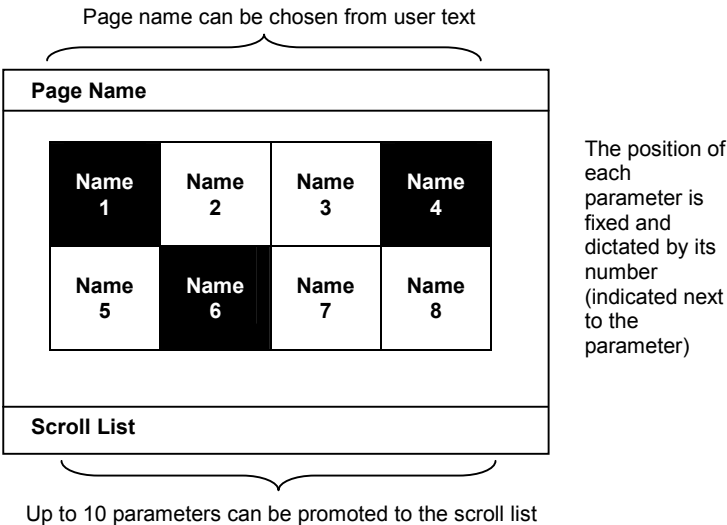 Page name can be chosen from user text
Page Name
Name Name Name Name
1 2 3 4
Name Name Name Name
5 6 7 8
The position of
each
parameter is
fixed and
dictated by its
number
(indicated next
to the
parameter)
Scroll List
Up to 10 parameters can be promoted to the scroll list